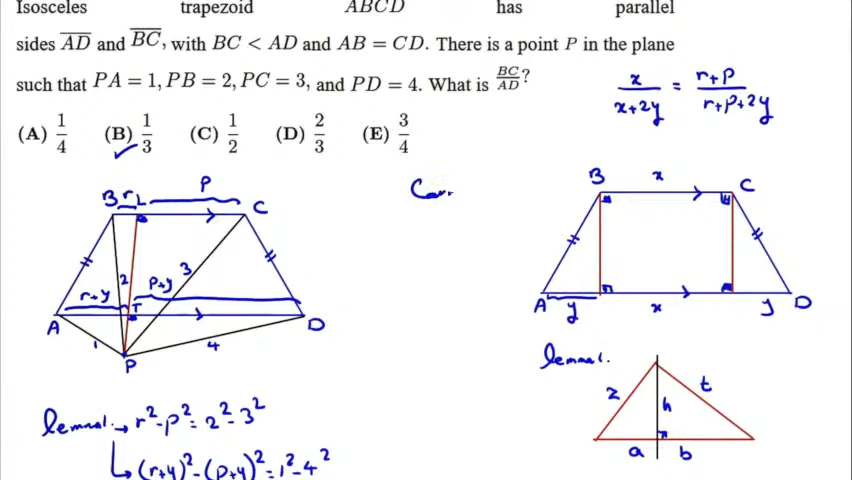 Isosceles trapezoid ABCD has parallel
sides AD and BC, with BC < AD and AB = CD. There is a point P in the plane
such that PA = 1, PB = 2, PC = 3, and PD = 4. What is BC/AD?
(A) 1/4 (B) 1/3 (C) 1/2 (D) 2/3 (E) 3/4
x/(x+2y) = (r+p)/(r+p+2y)
B r L P C
2 3
r+y p+y
A T D
1 4
P
B x C
A y x y D
lemma1.
z h t
a b
lemma1. → r² - p² = 2² - 3²
↳ (r+y)² - (p+y)² = 1² - 4²